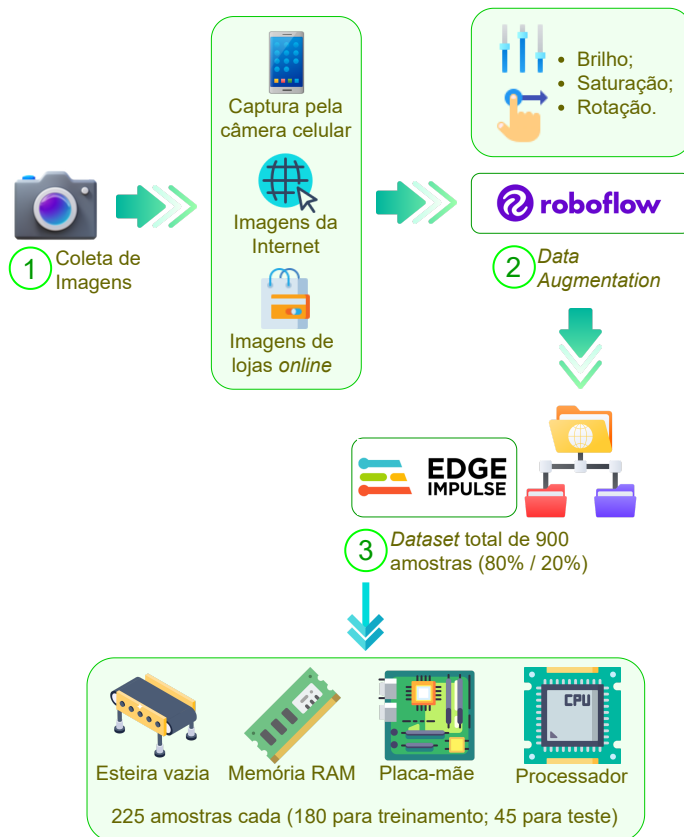 1
Coleta de
Imagens
Captura pela
câmera celular
Imagens da
Internet
Imagens de
lojas online
• Brilho;
• Saturação;
• Rotação.
roboflow
2
Data
Augmentation
EDGE
IMPULSE
3
Dataset total de 900
amostras (80% / 20%)
Esteira vazia
Memória RAM
Placa-mãe
CPU
Processador
225 amostras cada (180 para treinamento; 45 para teste)